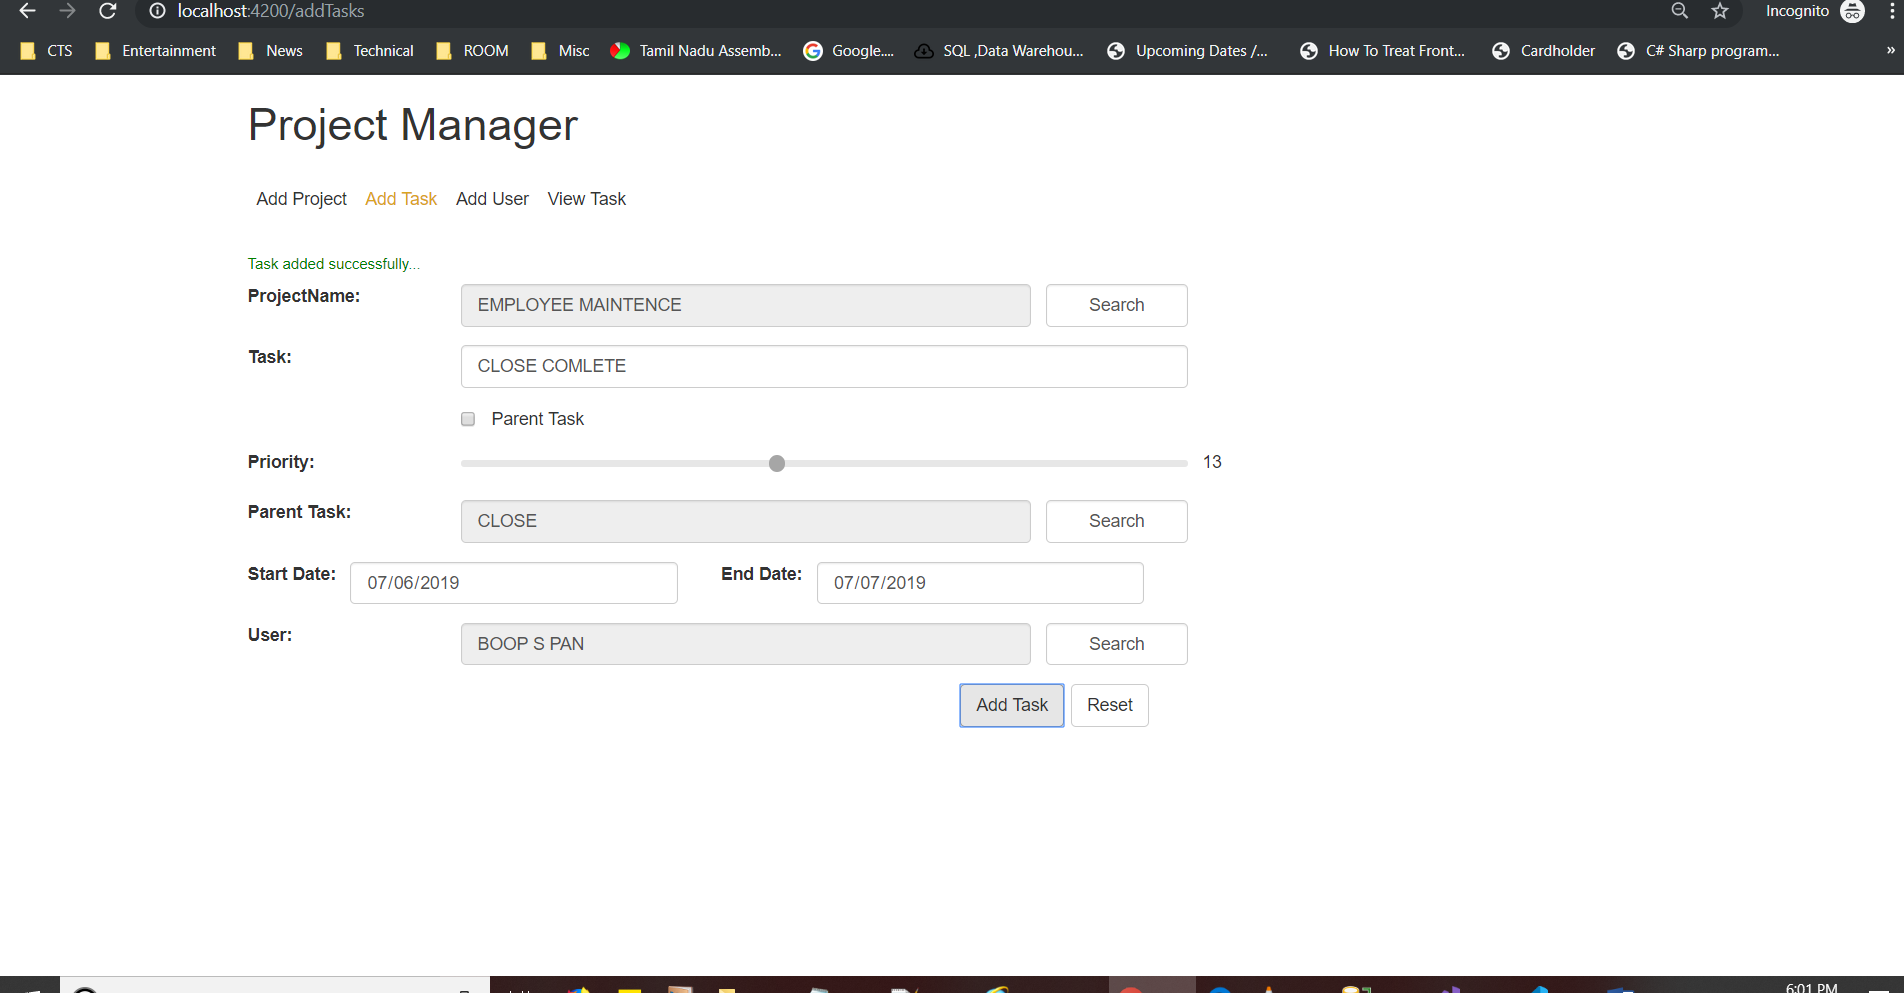 localhost:4200/addTasks Incognito
CTS Entertainment News Technical ROOM Misc Tamil Nadu Assemb... Google.... SQL ,Data Warehou... Upcoming Dates /... How To Treat Front... Cardholder C# Sharp program... »
Project Manager
Add Project Add Task Add User View Task
Task added successfully...
ProjectName: EMPLOYEE MAINTENCE Search
Task: CLOSE COMLETE
Parent Task
Priority: 13
Parent Task: CLOSE Search
Start Date: 07/06/2019 End Date: 07/07/2019
User: BOOP S PAN Search
Add Task Reset
6:01 PM